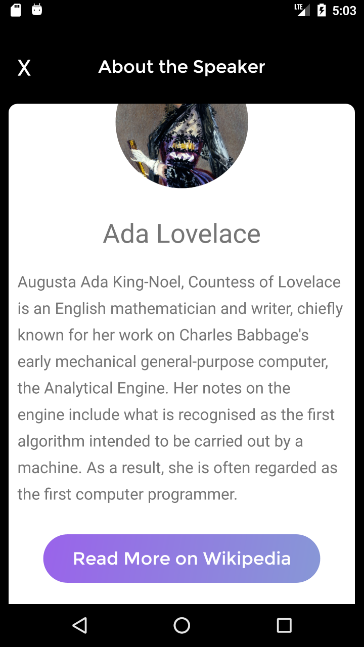 LTE 5:03
X About the Speaker
Ada Lovelace
Augusta Ada King-Noel, Countess of Lovelace
is an English mathematician and writer, chiefly
known for her work on Charles Babbage's
early mechanical general-purpose computer,
the Analytical Engine. Her notes on the
engine include what is recognised as the first
algorithm intended to be carried out by a
machine. As a result, she is often regarded as
the first computer programmer.
Read More on Wikipedia